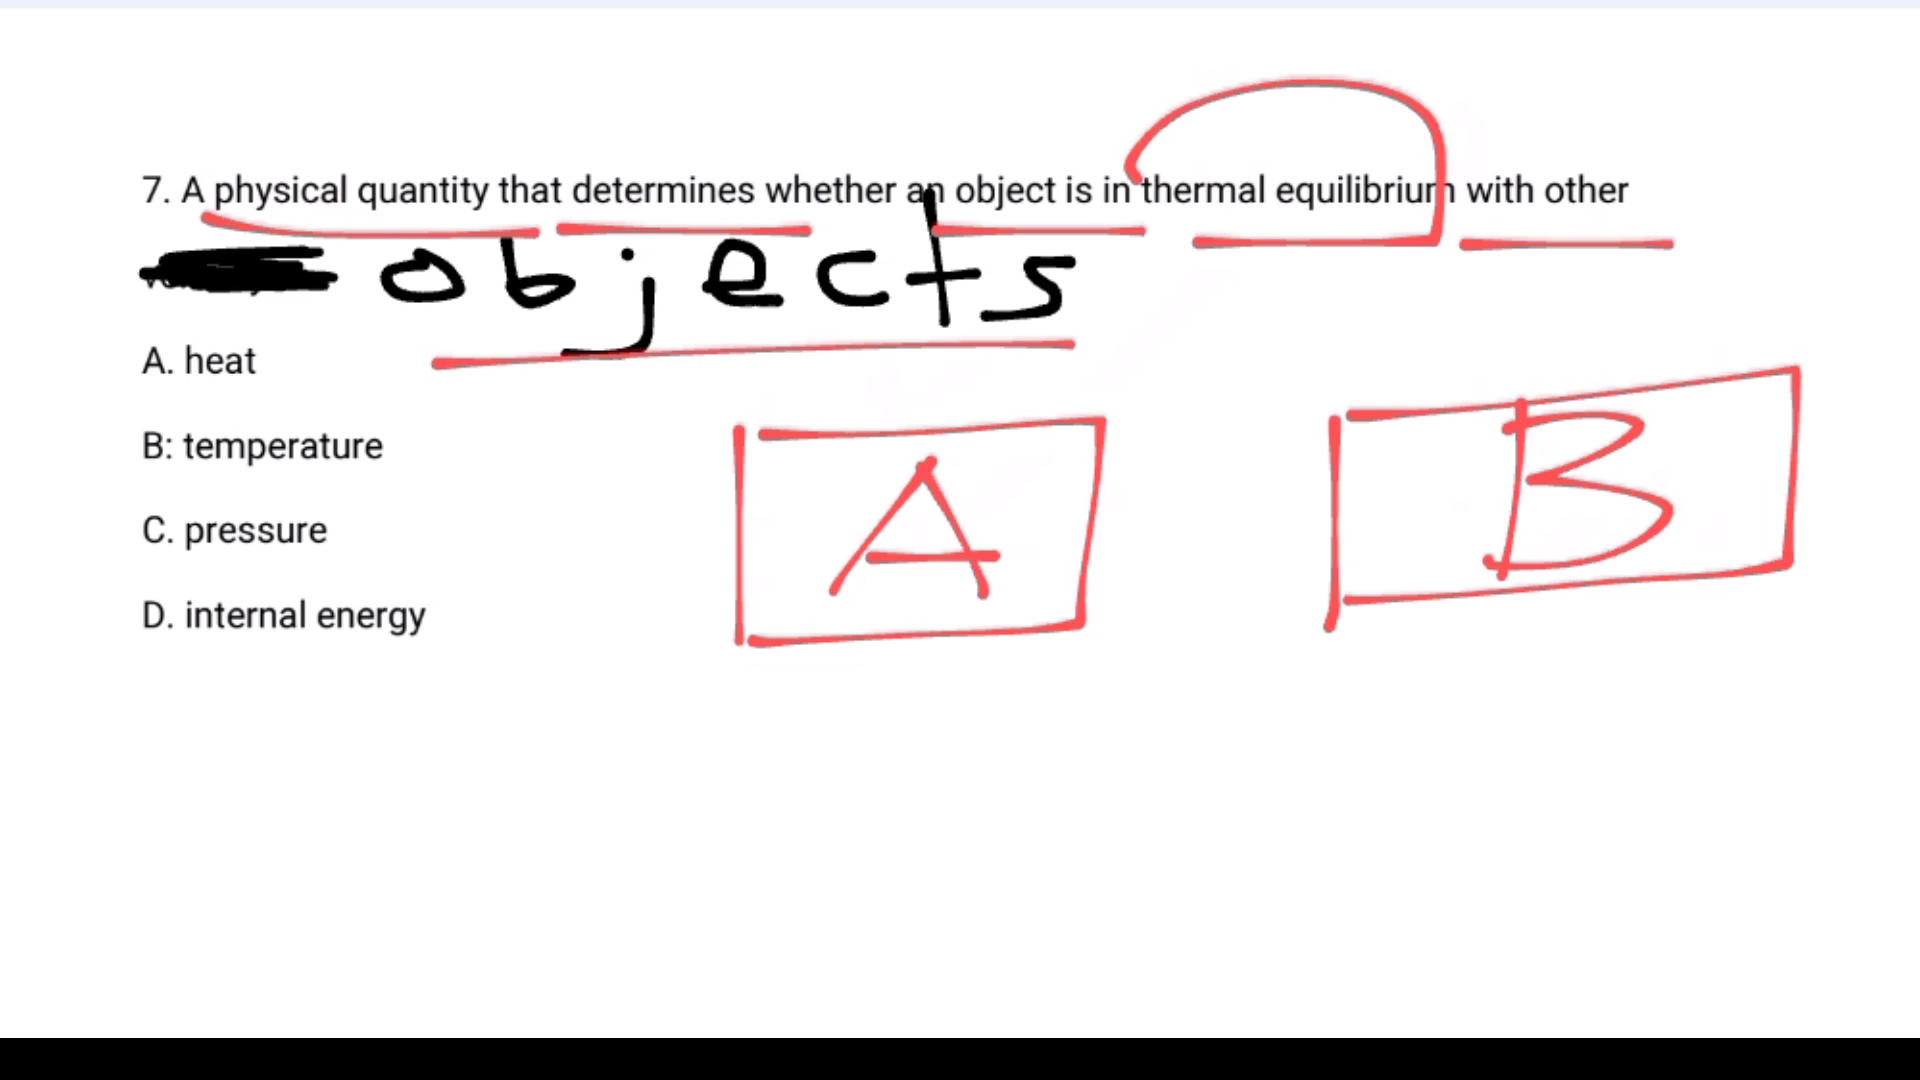 7. A physical quantity that determines whether an object is in thermal equilibrium with other
objects
A. heat
B: temperature
C. pressure
D. internal energy
A
B